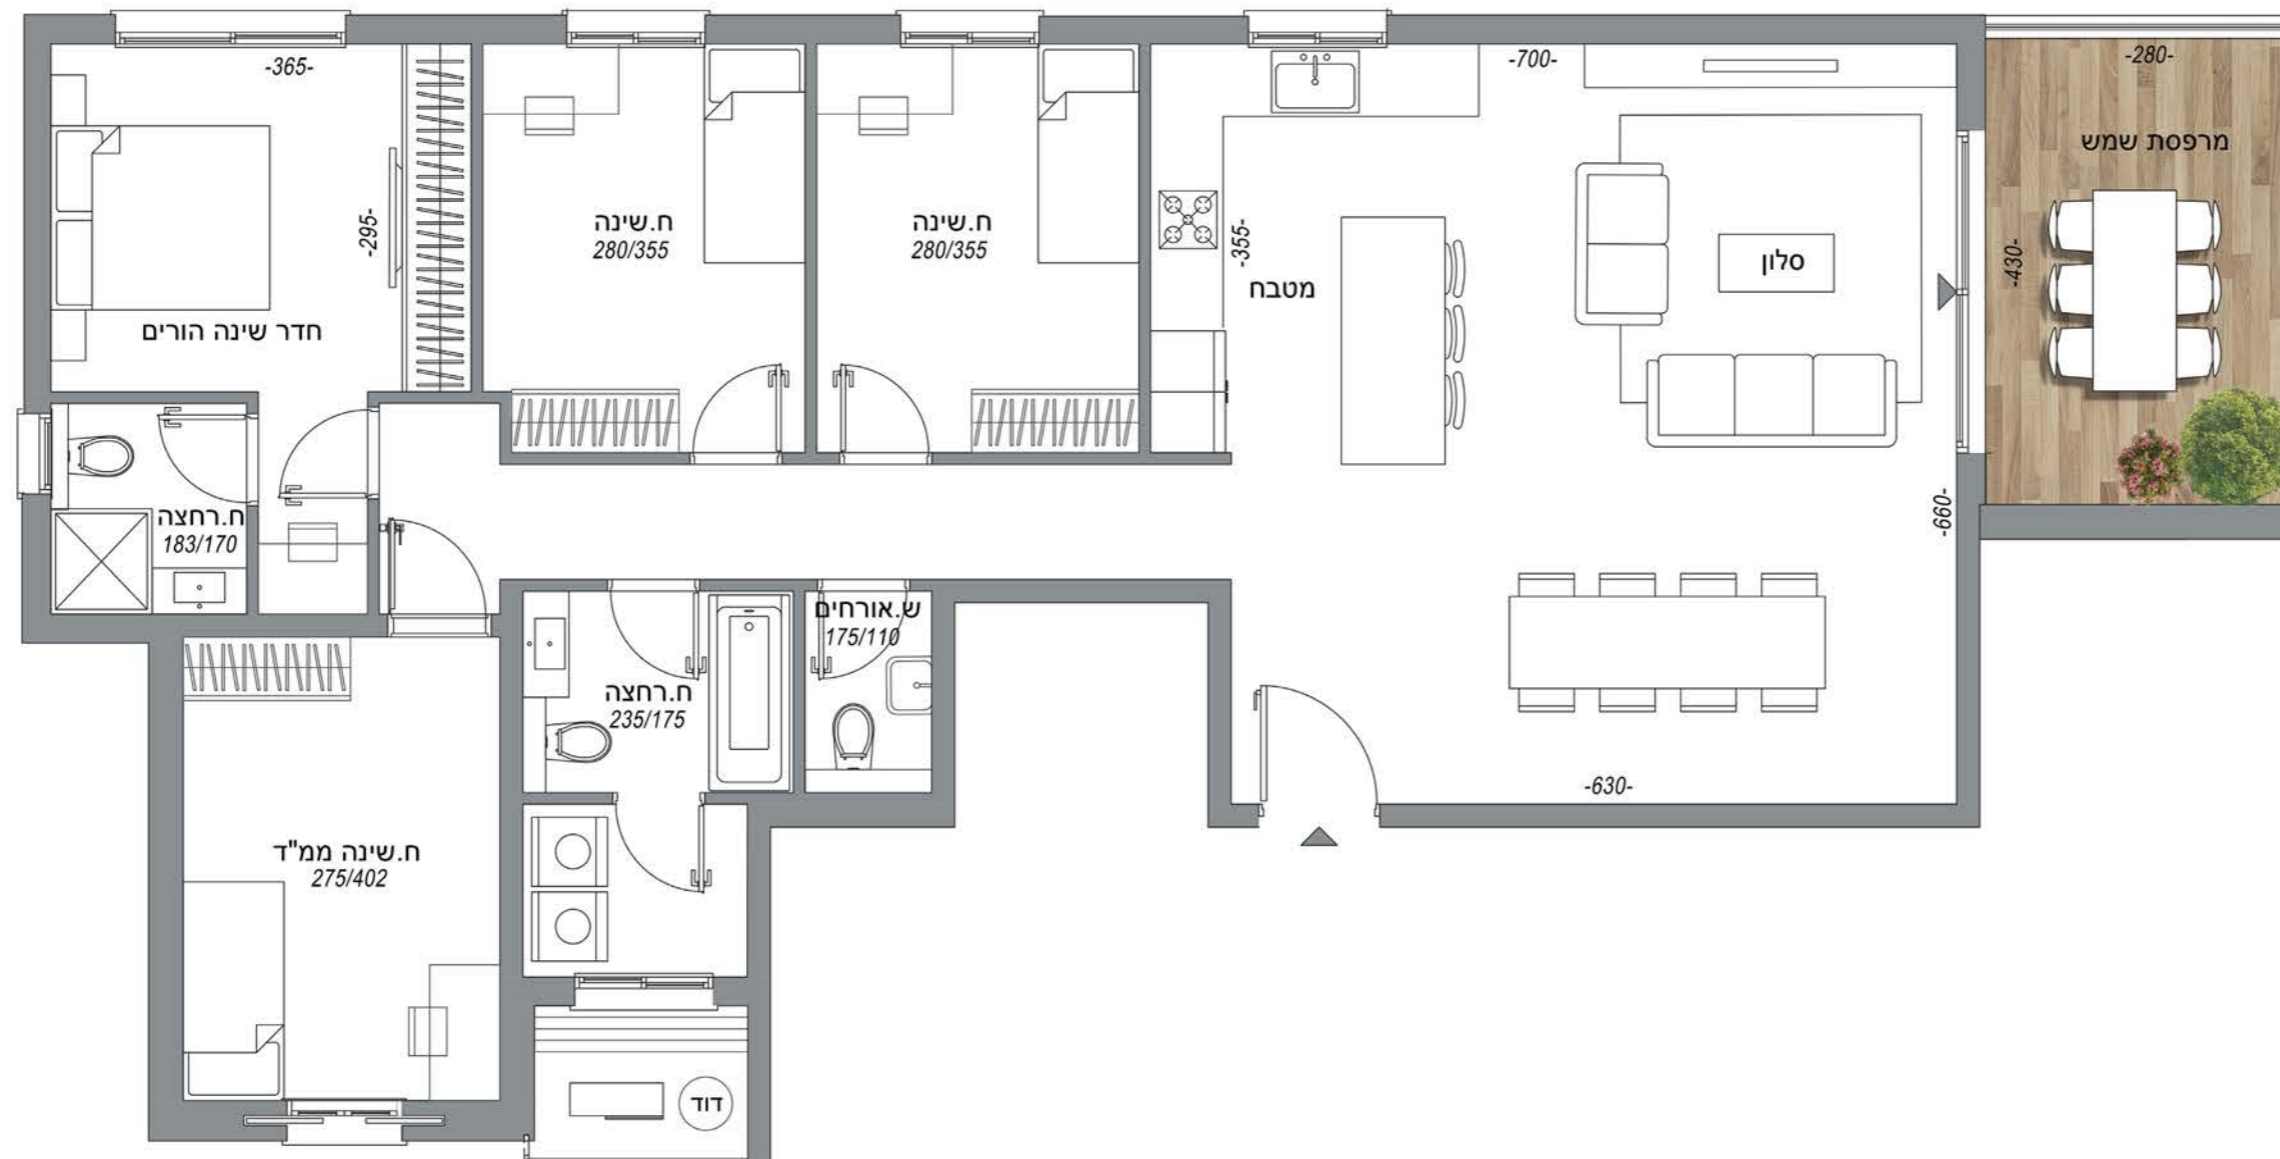 -365-
-700-
-280-
מרפסת שמש
-295-
ח.שינה
280/355
ח.שינה
280/355
-355-
מטבח
סלון
-430-
חדר שינה הורים
ח.רחצה
183/170
-660-
ש.אורחים
175/110
ח.רחצה
235/175
-630-
ח.שינה ממ"ד
275/402
דוד